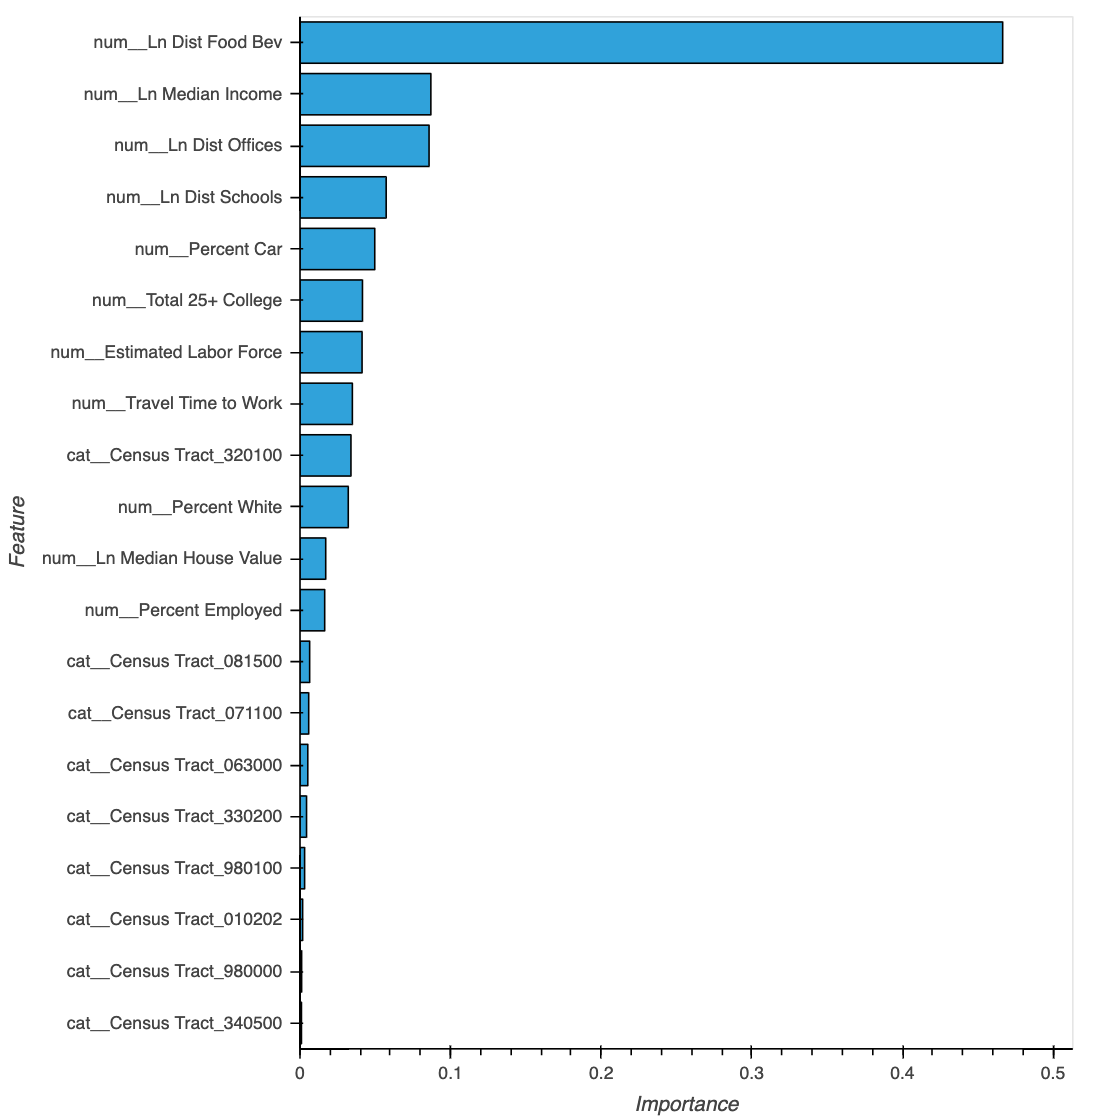 num__Ln Dist Food Bev
num__Ln Median Income
num__Ln Dist Offices
num__Ln Dist Schools
num__Percent Car
num__Total 25+ College
num__Estimated Labor Force
num__Travel Time to Work
cat__Census Tract_320100
num__Percent White
num__Ln Median House Value
num__Percent Employed
cat__Census Tract_081500
cat__Census Tract_071100
cat__Census Tract_063000
cat__Census Tract_330200
cat__Census Tract_980100
cat__Census Tract_010202
cat__Census Tract_980000
cat__Census Tract_340500
Feature
0 0.1 0.2 0.3 0.4 0.5
Importance